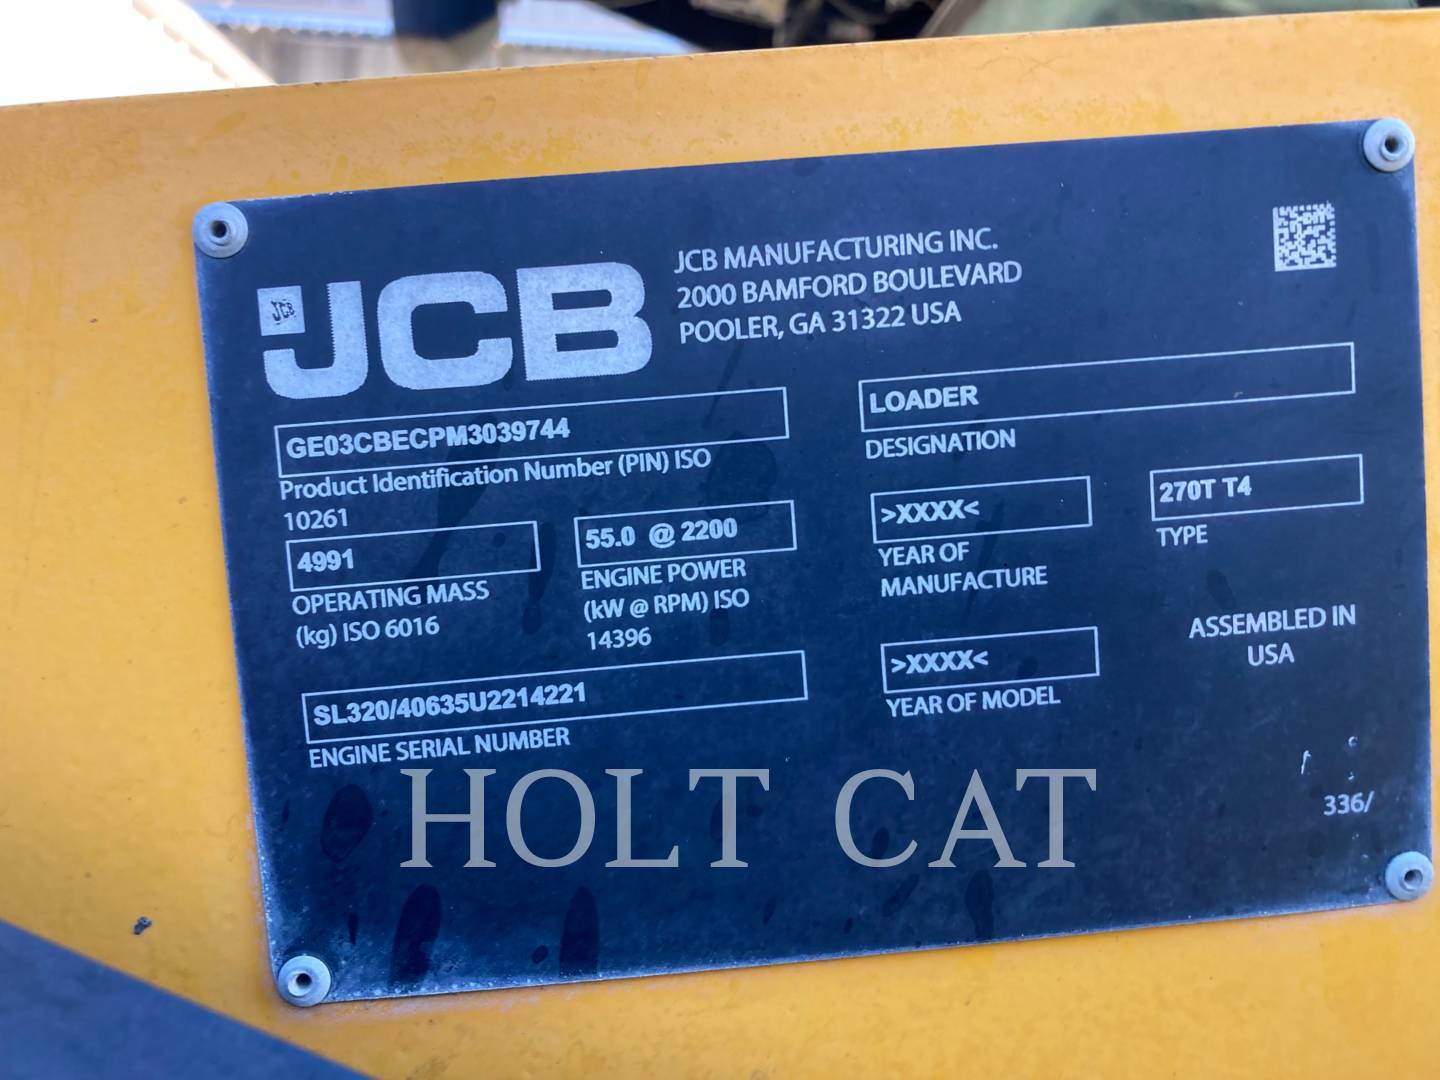 JCB
JCB
JCB MANUFACTURING INC.
2000 BAMFORD BOULEVARD
POOLER, GA 31322 USA
GE03CBECPM3039744
Product Identification Number (PIN) ISO
10261
LOADER
DESIGNATION
4991
OPERATING MASS
(kg) ISO 6016
55.0 @ 2200
ENGINE POWER
(kW @ RPM) ISO
14396
>XXXX<
YEAR OF
MANUFACTURE
270T T4
TYPE
SL320/40635U2214221
ENGINE SERIAL NUMBER
>XXXX<
YEAR OF MODEL
ASSEMBLED IN
USA
336/
HOLT CAT